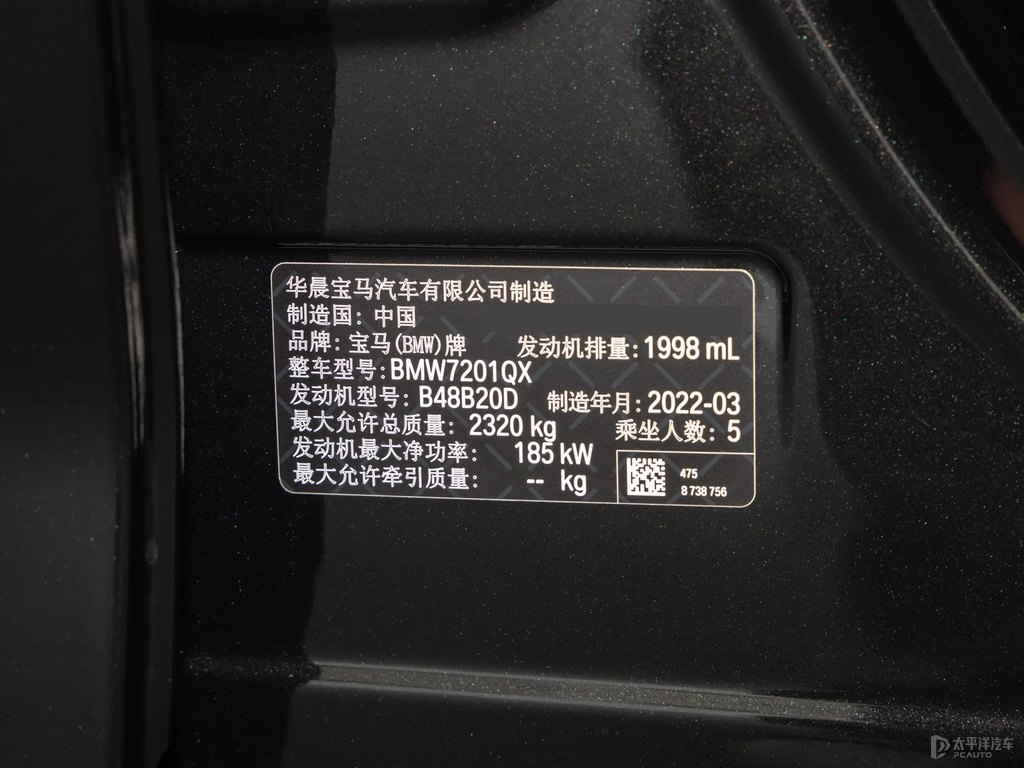 华晨宝马汽车有限公司制造
制造国: 中国
品牌: 宝马(BMW)牌 发动机排量: 1998 mL
整车型号: BMW7201QX
发动机型号: B48B20D 制造年月: 2022-03
最大允许总质量: 2320 kg 乘坐人数: 5
发动机最大净功率: 185 kW
最大允许牵引质量: -- kg
475
8 738 756
太平洋汽车
PCAUTO